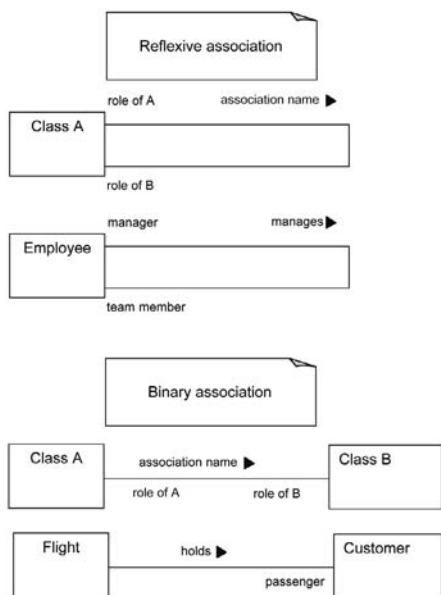 Reflexive association
role of A
association name
Class A
role of B
manager
manages
Employee
team member
Binary association
Class A
association name
Class B
role of A
role of B
Flight
holds
Customer
passenger